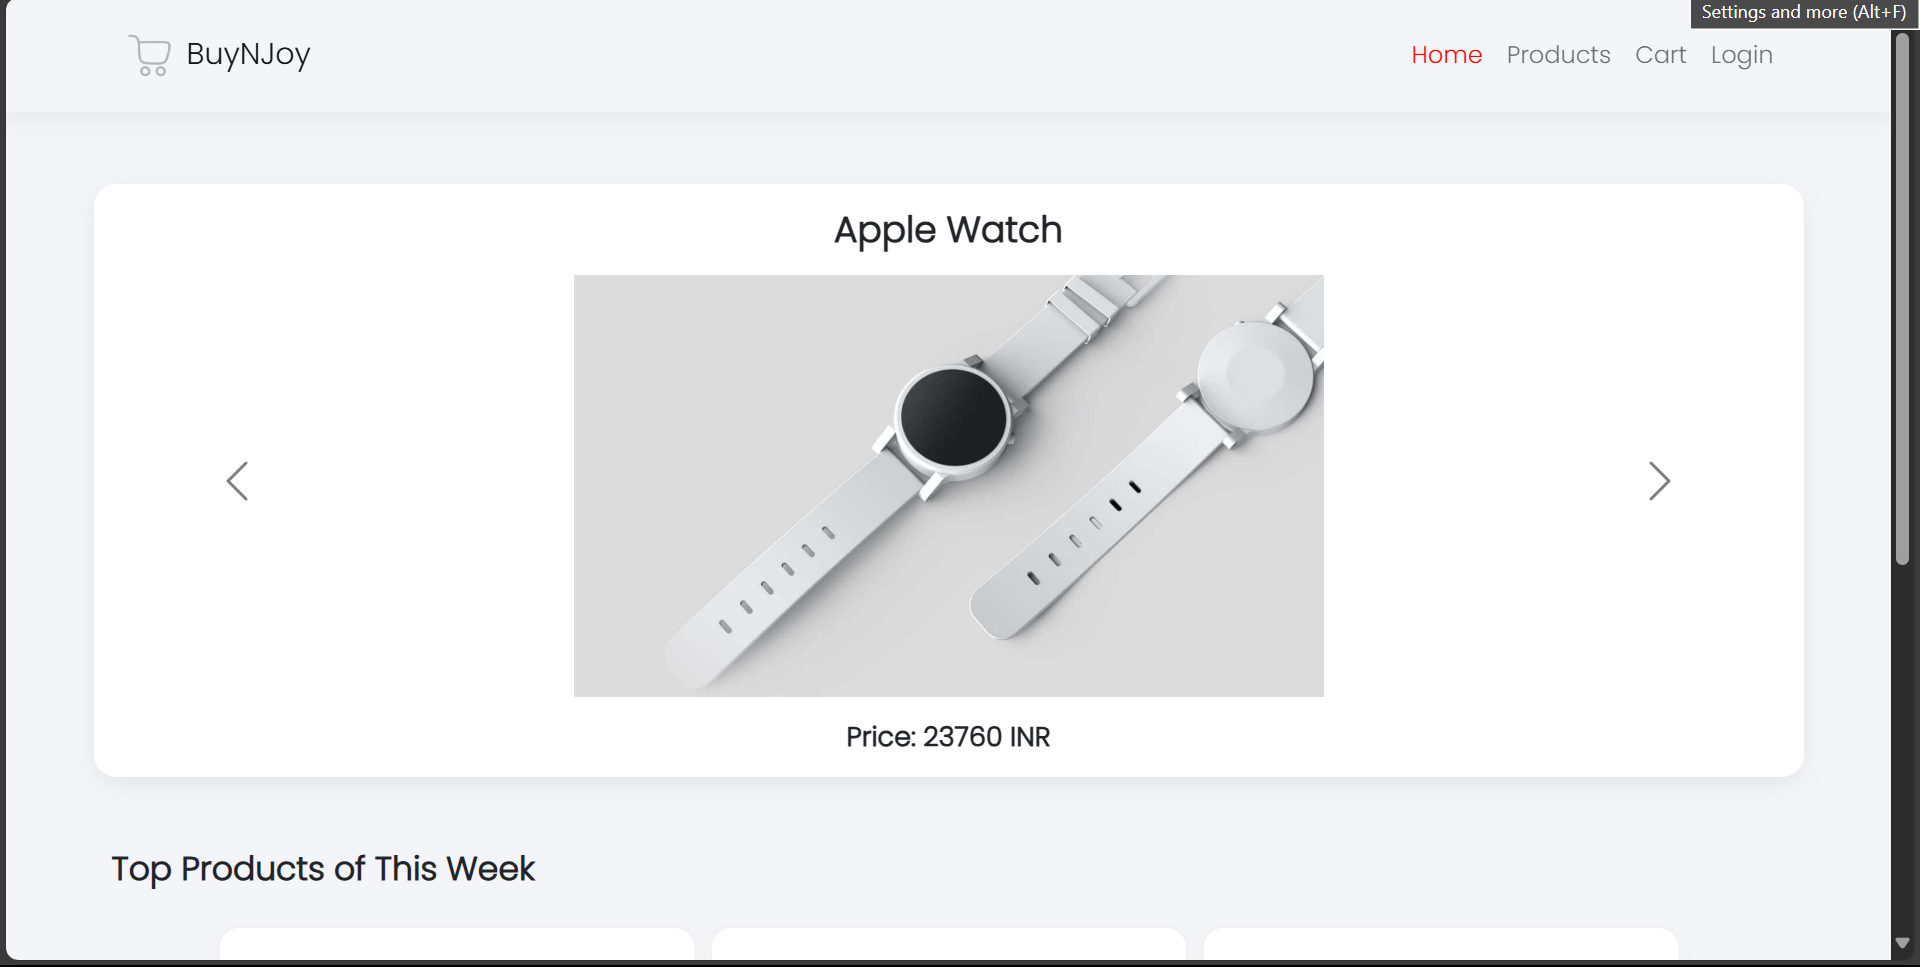 Settings and more (Alt+F)
BuyNJoy
Home Products Cart Login
Apple Watch
Price: 23760 INR
Top Products of This Week